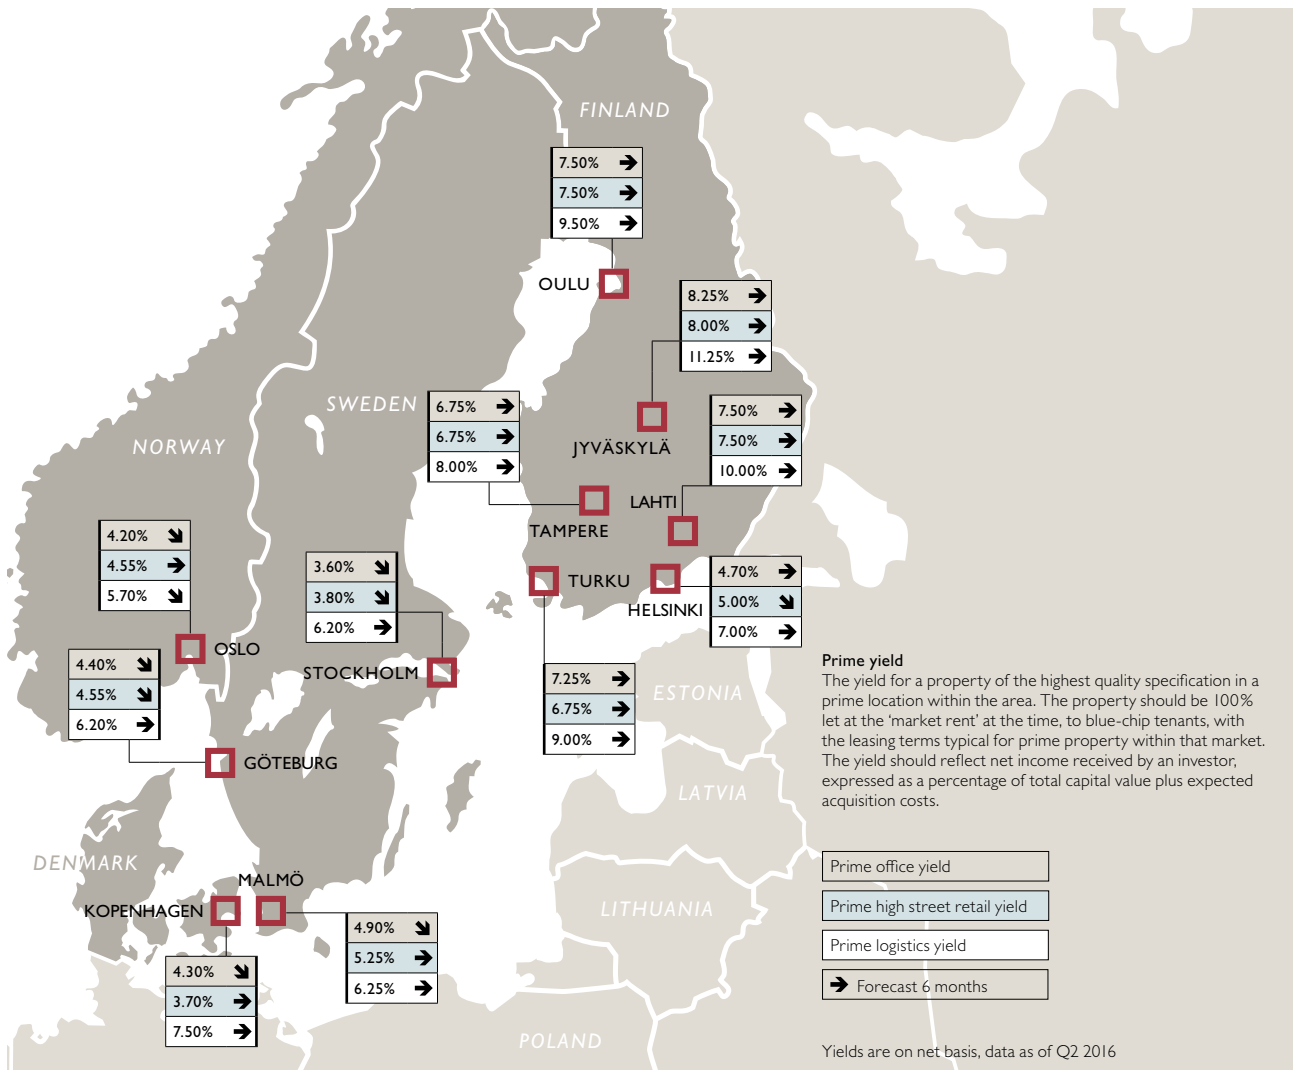 FINLAND
7.50%
7.50%
9.50%
OULU
8.25%
8.00%
11.25%
SWEDEN
6.75%
6.75%
8.00%
NORWAY
JYVÄSKYLÄ
7.50%
7.50%
10.00%
LAHTI
TAMPERE
4.20%
4.55%
5.70%
3.60%
3.80%
6.20%
TURKU
HELSINKI
4.70%
5.00%
7.00%
OSLO
STOCKHOLM
4.40%
4.55%
6.20%
GÖTEBURG
7.25%
6.75%
9.00%
ESTONIA
LATVIA
LITHUANIA
DENMARK
MALMÖ
KOPENHAGEN
4.90%
5.25%
6.25%
4.30%
3.70%
7.50%
POLAND
Prime yield
The yield for a property of the highest quality specification in a
prime location within the area. The property should be 100%
let at the ‘market rent’ at the time, to blue-chip tenants, with
the leasing terms typical for prime property within that market.
The yield should reflect net income received by an investor,
expressed as a percentage of total capital value plus expected
acquisition costs.
Prime office yield
Prime high street retail yield
Prime logistics yield
Forecast 6 months
Yields are on net basis, data as of Q2 2016